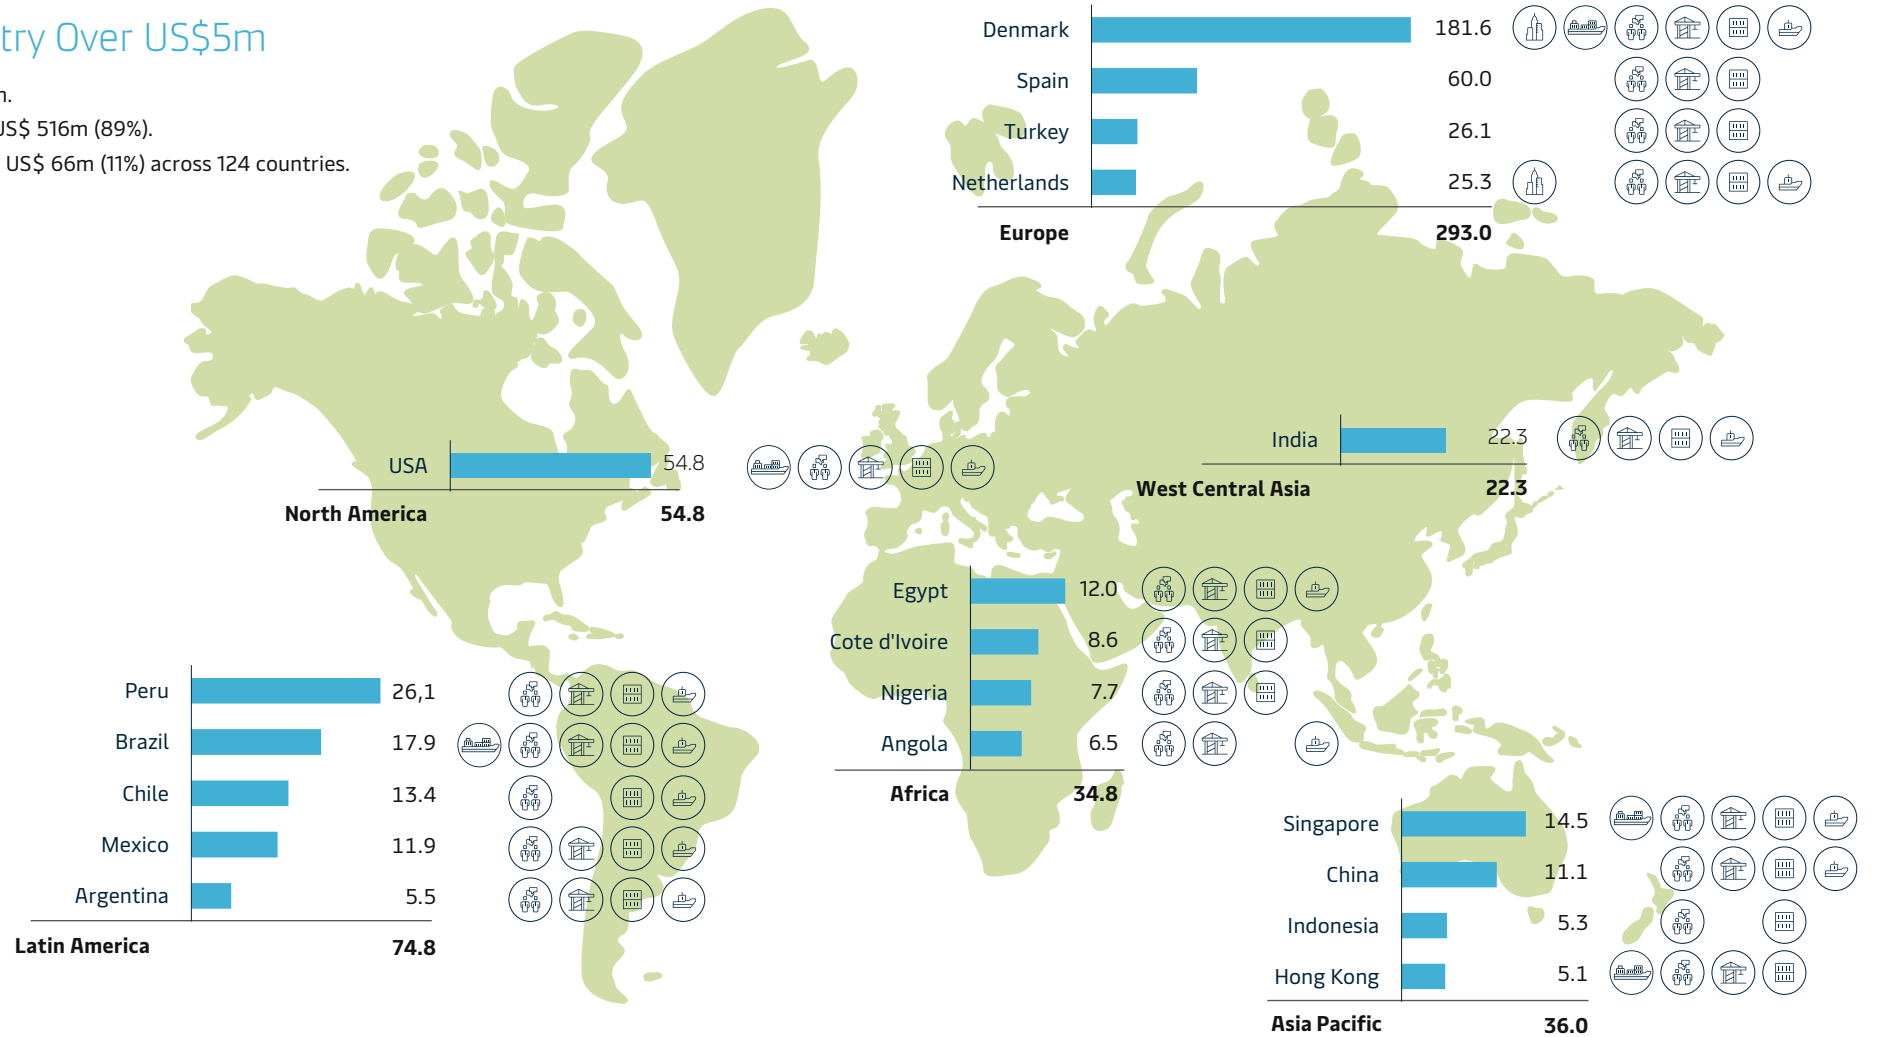 try Over US$5m
US$ 516m (89%).
US$ 66m (11%) across 124 countries.
Denmark 181.6
Spain 60.0
Turkey 26.1
Netherlands 25.3
Europe 293.0
USA 54.8
North America 54.8
India 22.3
West Central Asia 22.3
Egypt 12.0
Cote d'Ivoire 8.6
Nigeria 7.7
Angola 6.5
Africa 34.8
Peru 26,1
Brazil 17.9
Chile 13.4
Mexico 11.9
Argentina 5.5
Latin America 74.8
Singapore 14.5
China 11.1
Indonesia 5.3
Hong Kong 5.1
Asia Pacific 36.0